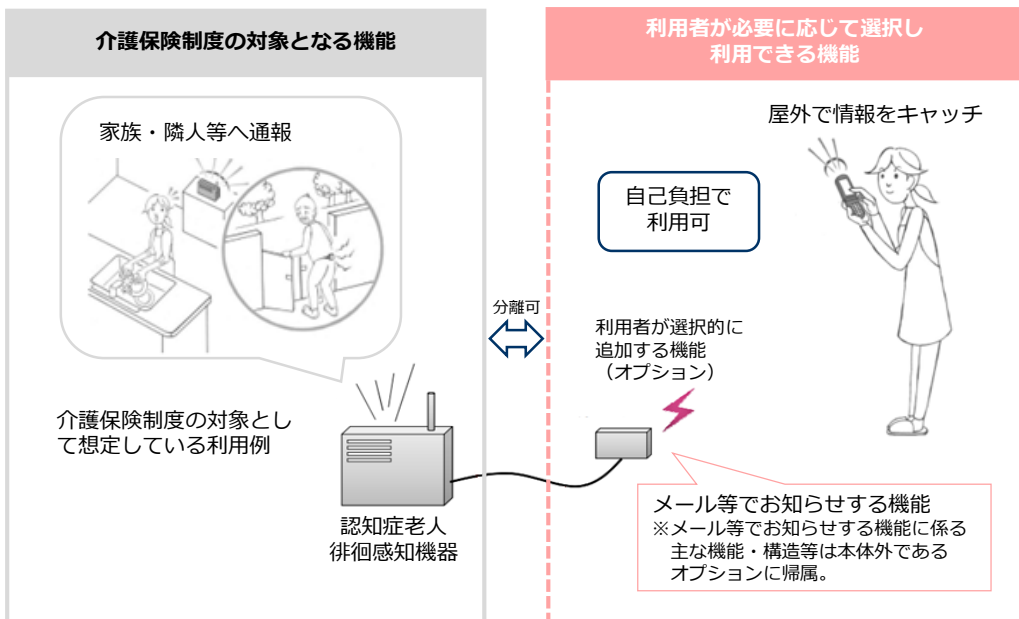 介護保険制度の対象となる機能
利用者が必要に応じて選択し
利用できる機能
家族・隣人等へ通報
屋外で情報をキャッチ
自己負担で
利用可
分離可
利用者が選択的に
追加する機能
（オプション）
介護保険制度の対象とし
て想定している利用例
認知症老人
徘徊感知機器
メール等でお知らせする機能
※メール等でお知らせする機能に係る
主な機能・構造等は本体外である
オプションに帰属。